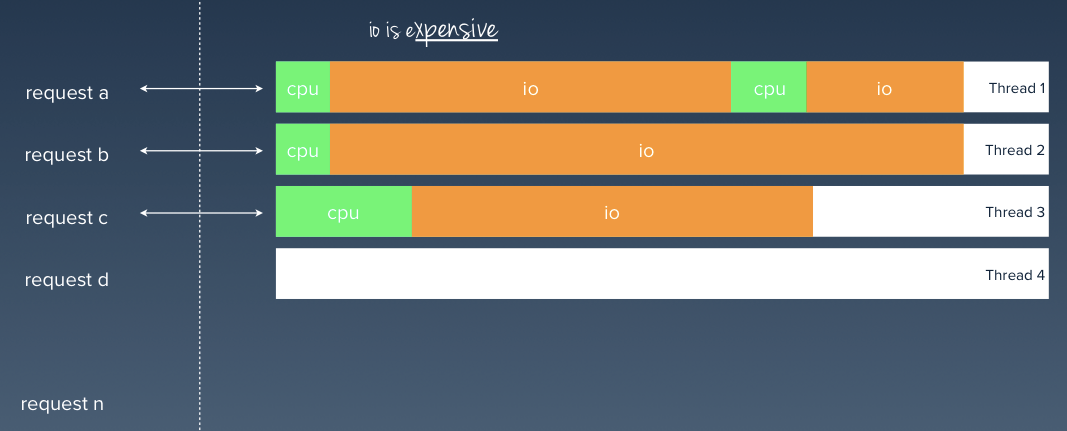 io is expensive
request a cpu io cpu io Thread 1
request b cpu io Thread 2
request c cpu io Thread 3
request d Thread 4
request n